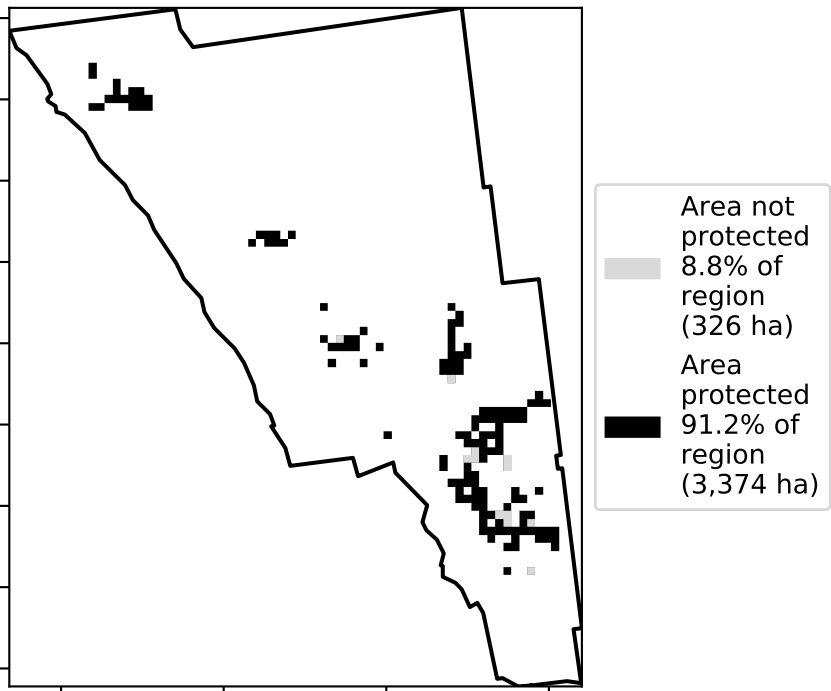 Area not
protected
8.8% of
region
(326 ha)
Area
protected
91.2% of
region
(3,374 ha)